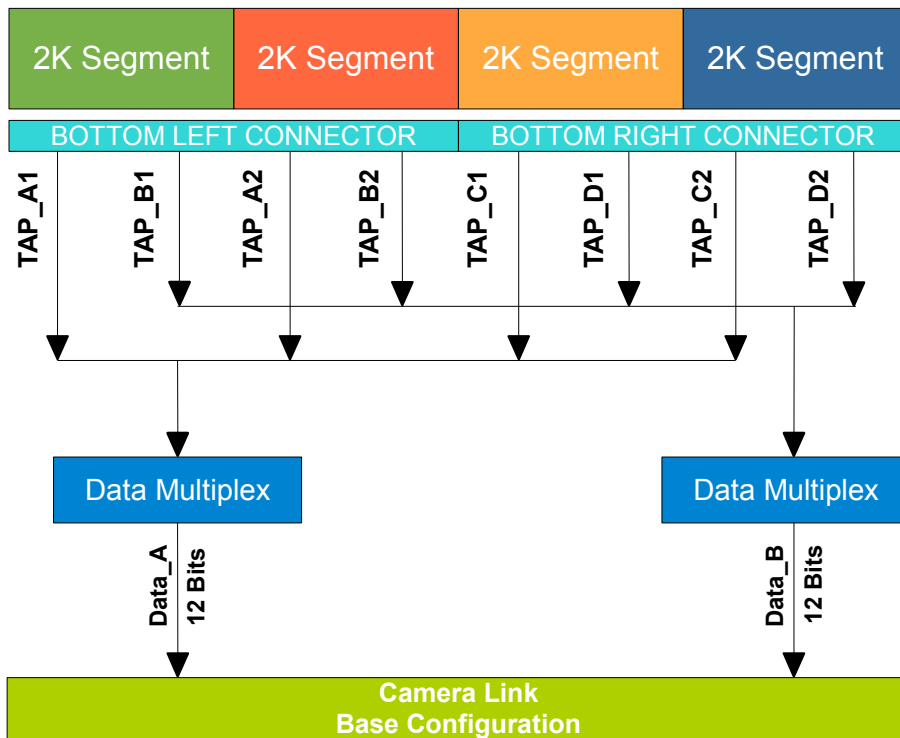 2K Segment
2K Segment
2K Segment
2K Segment
BOTTOM LEFT CONNECTOR
BOTTOM RIGHT CONNECTOR
TAP_A1
TAP_B1
TAP_A2
TAP_B2
TAP_C1
TAP_D1
TAP_C2
TAP_D2
Data Multiplex
Data Multiplex
Data_A
12 Bits
Data_B
12 Bits
Camera Link
Base Configuration